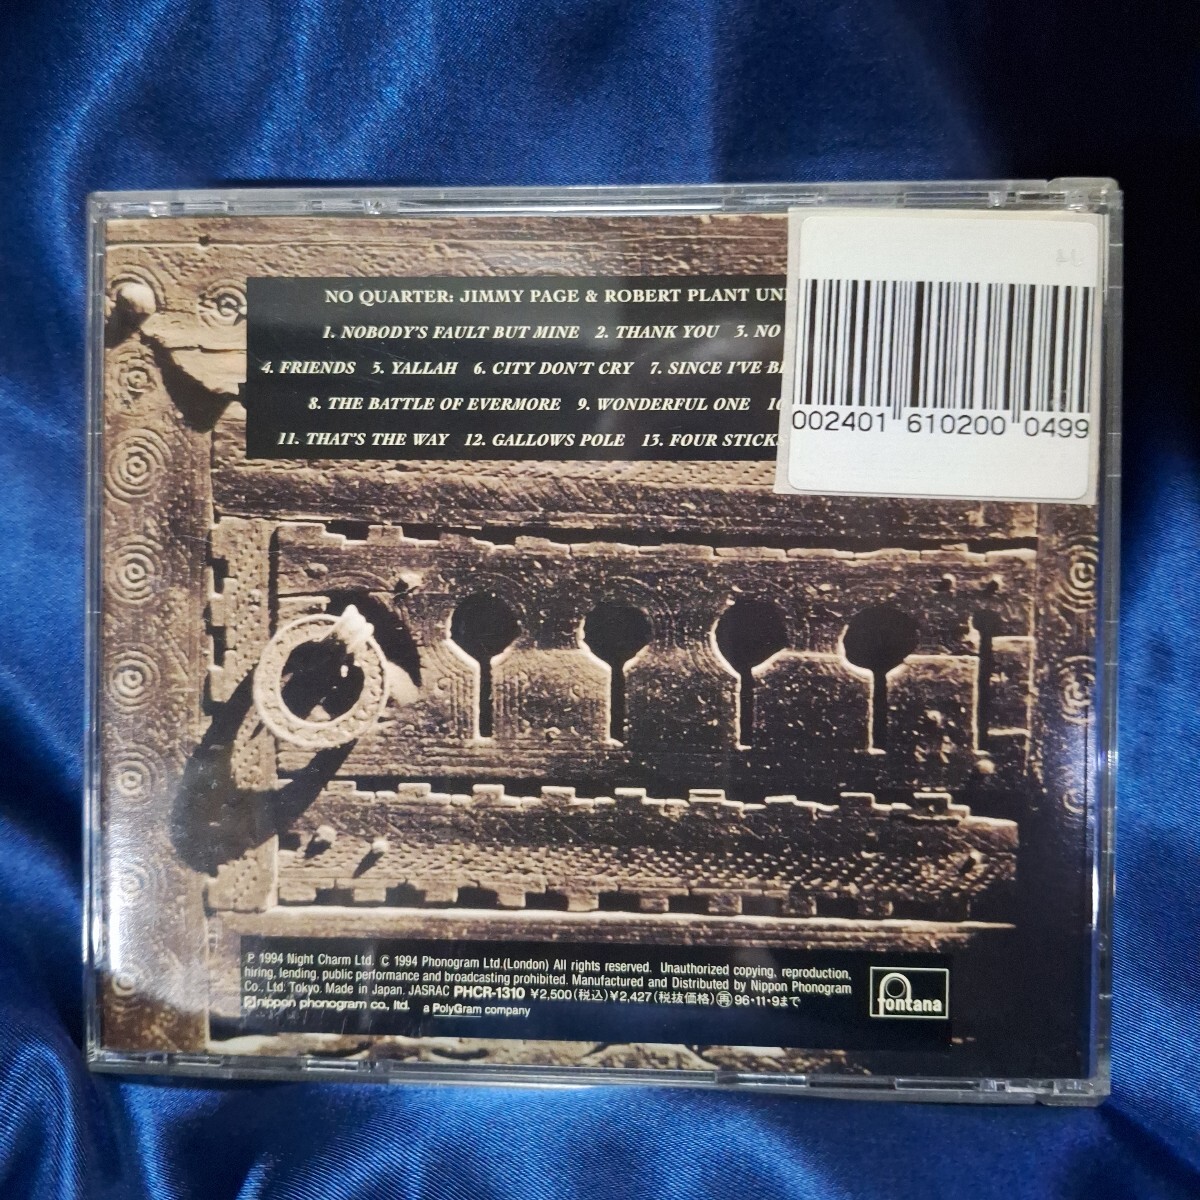 NO QUARTER: JIMMY PAGE & ROBERT PLANT
1. NOBODY'S FAULT BUT MINE 2. THANK YOU 3. NO
4. FRIENDS 5. YALLAH 6. CITY DON'T CRY 7. SINCE I'VE
8. THE BATTLE OF EVERMORE 9. WONDERFUL ONE
11. THAT'S THE WAY 12. GALLOWS POLE 13. FOUR STICKS
002401 610200 0499
℗ 1994 Night Charm Ltd. © 1994 Phonogram Ltd.(London) All rights reserved. Unauthorized copying, reproduction,
hiring, lending, public performance and broadcasting prohibited. Manufactured and Distributed by Nippon Phonogram
Co., Ltd. Tokyo. Made in Japan. JASRAC PHCR-1310 ¥2,500(税込)¥2,427(税抜価格)㊢96・11・9まで
nippon phonogram co., ltd. a PolyGram company
fontana